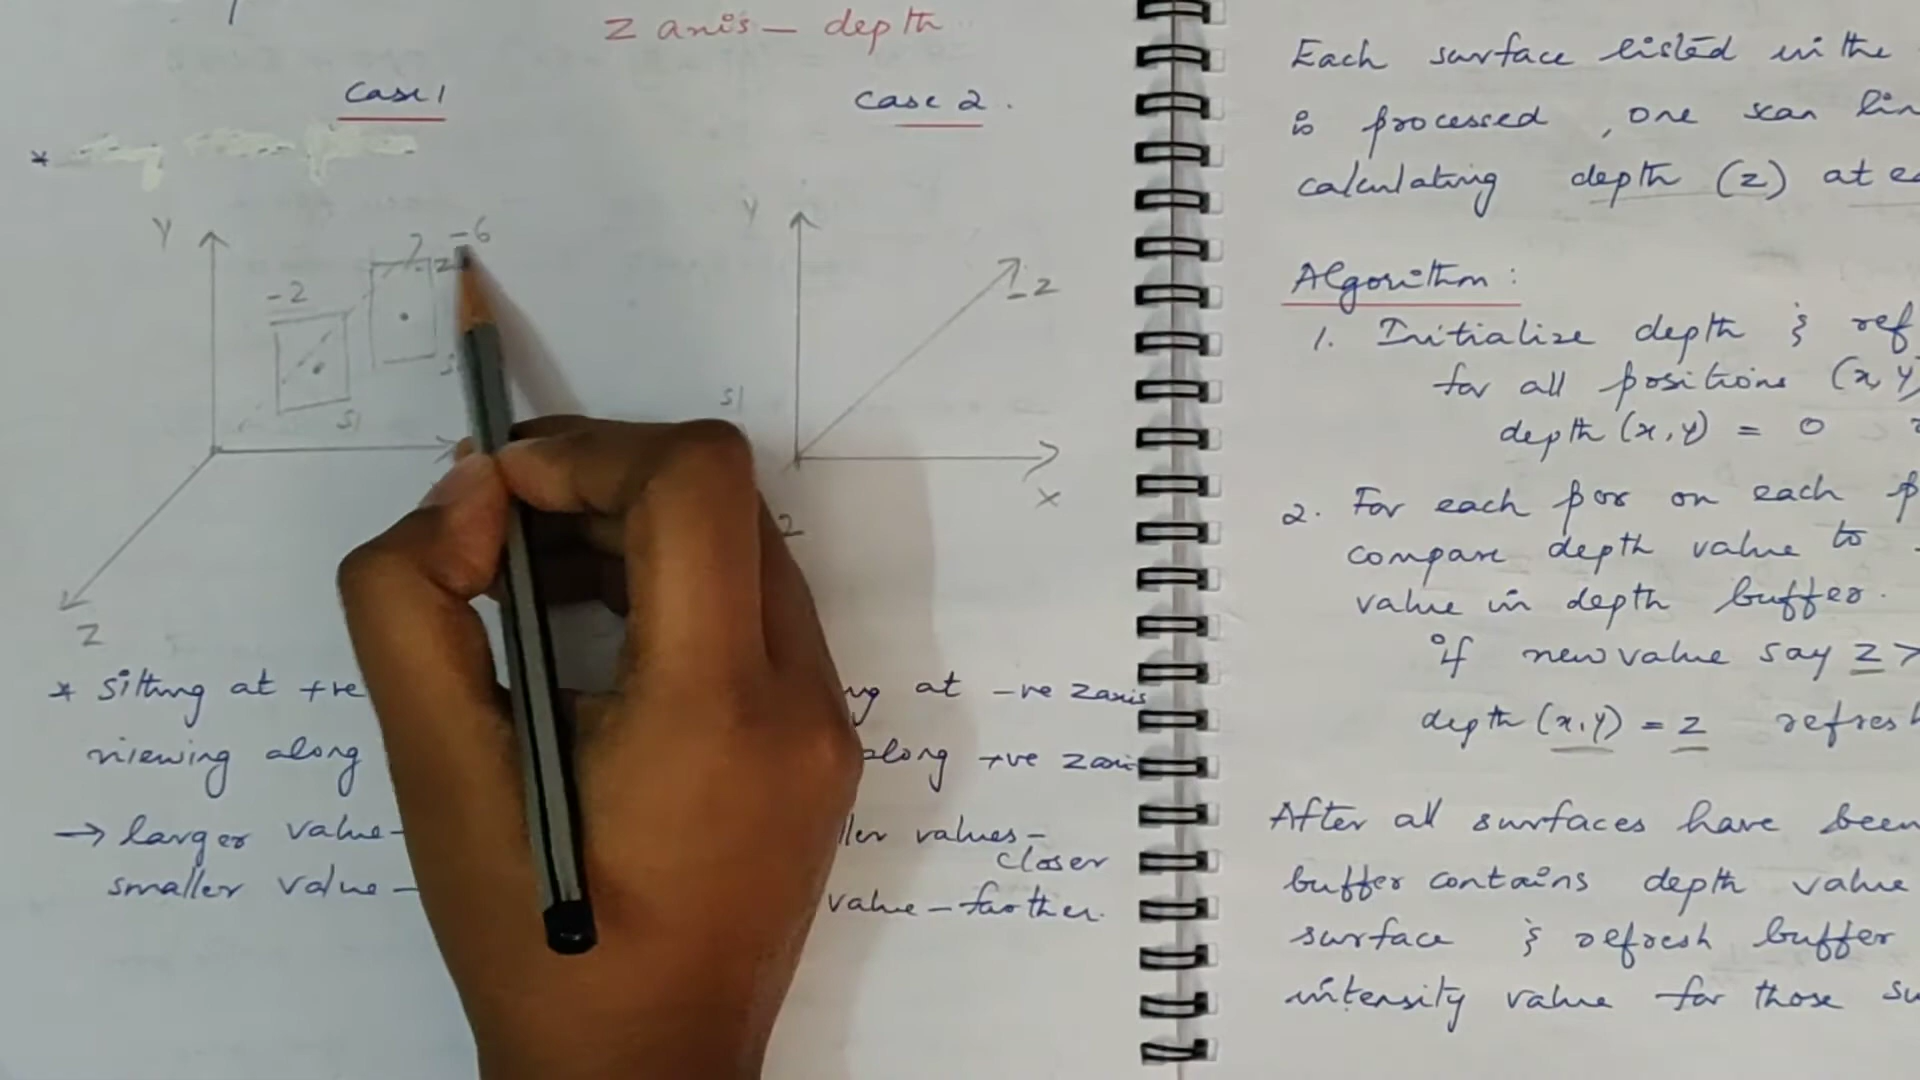 z axis - depth
Case 1
Case 2.
*
Y
-2
-6
S1
Z
Y
-z
S1
X
* Sitting at +re
viewing along
→ larger value-
smaller value -
at -ve z axis
along +ve z axis
values-
closer
value - farther.
Each surface listed in the
is processed, one scan
calculating depth (z) at
Algorithm :
1. Initialize depth & ref
for all positions (x, y
depth (x, y) = 0
2. For each pos on each p
compare depth value to
value in depth buffer.
if new value say z >
depth (x, y) = z refresh
After all surfaces have been
buffer contains depth value
surface & refresh buffer
intensity value for those su